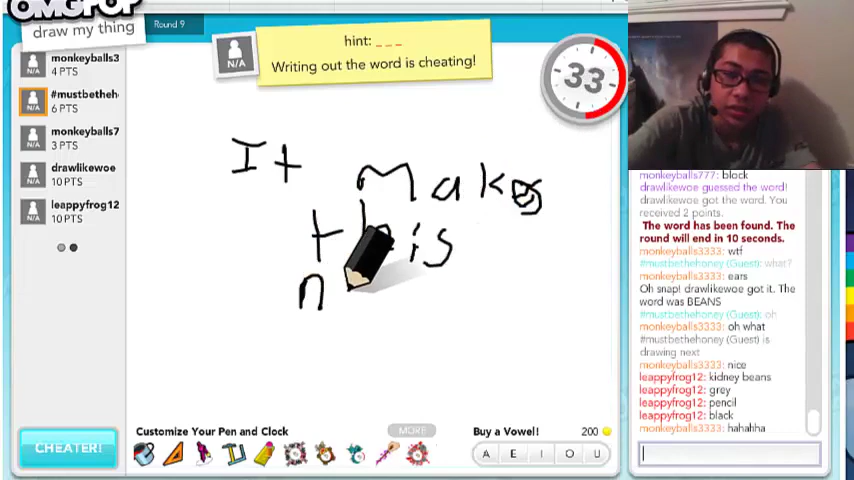 OMGPOP
draw my thing
Round 9
hint: _ _ _
Writing out the word is cheating!
N/A
33
monkeyballs3
4 PTS
N/A
#mustbetheh
6 PTS
N/A
monkeyballs7
3 PTS
N/A
drawlikewoe
10 PTS
N/A
leappyfrog12
10 PTS
N/A
It
Makes
this
n
CHEATER!
Customize Your Pen and Clock
MORE
Buy a Vowel!
200
A E I O U
monkeyballs777: block
drawlikewoe guessed the word!
drawlikewoe got the word. You
received 2 points.
The word has been found. The
round will end in 10 seconds.
monkeyballs3333: wtf
#mustbethehoney (Guest): what?
monkeyballs3333: ears
Oh snap! drawlikewoe got it. The
word was BEANS
#mustbethehoney (Guest): oh
monkeyballs3333: oh what
#mustbethehoney (Guest) is
drawing next
monkeyballs3333: nice
leappyfrog12: kidney beans
leappyfrog12: grey
leappyfrog12: pencil
leappyfrog12: black
monkeyballs3333: hahahha